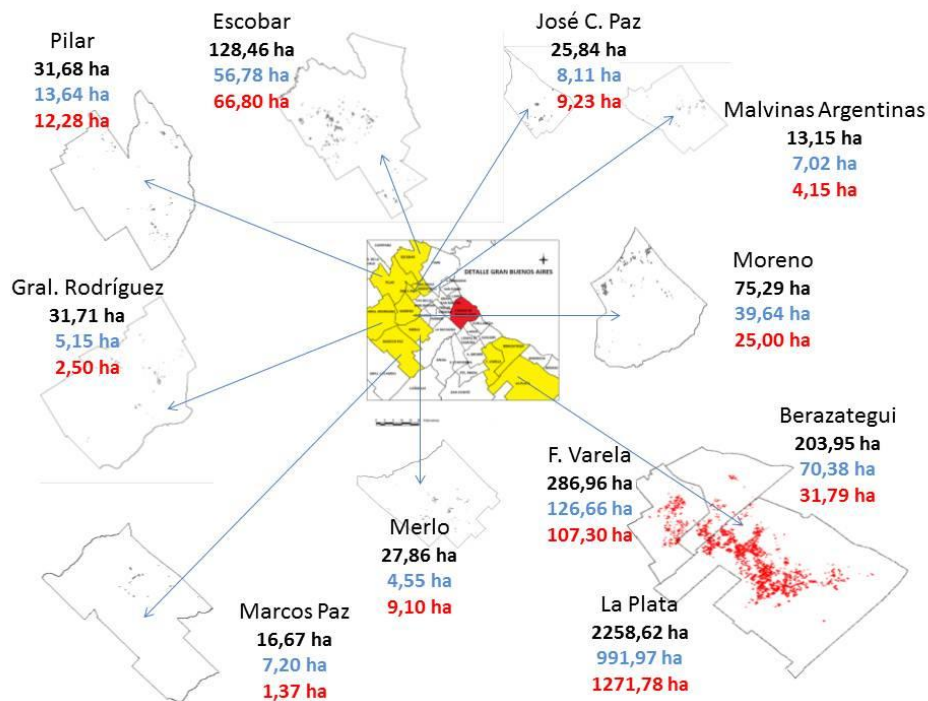 Pilar
31,68 ha
13,64 ha
12,28 ha
Escobar
128,46 ha
56,78 ha
66,80 ha
José C. Paz
25,84 ha
8,11 ha
9,23 ha
Malvinas Argentinas
13,15 ha
7,02 ha
4,15 ha
Gral. Rodríguez
31,71 ha
5,15 ha
2,50 ha
DETALLE GRAN BUENOS AIRES
Moreno
75,29 ha
39,64 ha
25,00 ha
Berazategui
203,95 ha
70,38 ha
31,79 ha
F. Varela
286,96 ha
126,66 ha
107,30 ha
Merlo
27,86 ha
4,55 ha
9,10 ha
Marcos Paz
16,67 ha
7,20 ha
1,37 ha
La Plata
2258,62 ha
991,97 ha
1271,78 ha